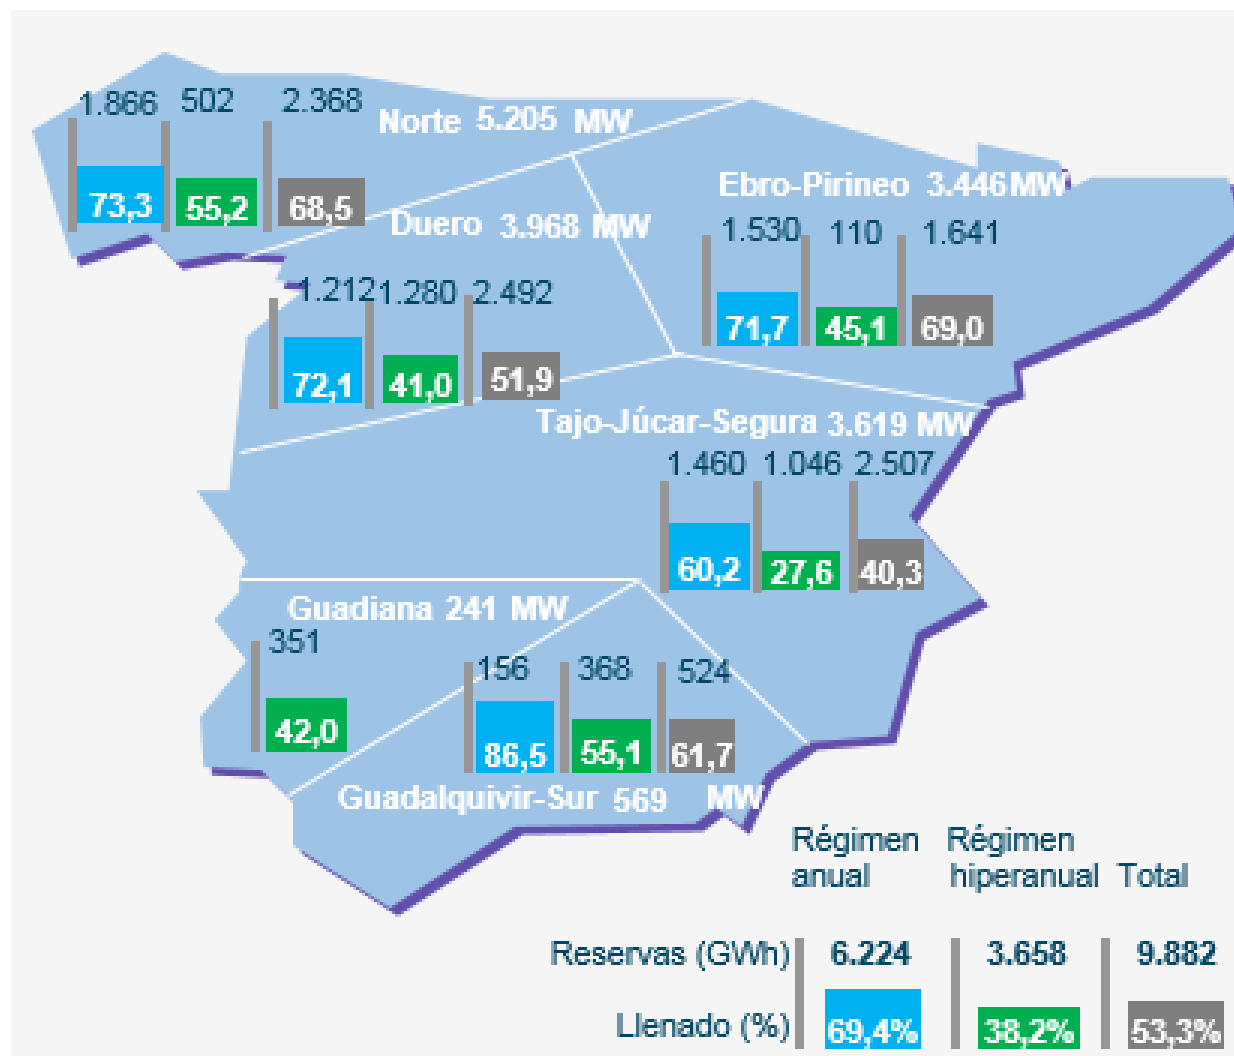 1.866 502 2.368
Norte 5.205 MW
73,3 55,2 68,5
Ebro-Pirineo 3.446 MW
1.530 110 1.641
71,7 45,1 69,0
Duero 3.968 MW
1.212 1.280 2.492
72,1 41,0 51,9
Tajo-Júcar-Segura 3.619 MW
1.460 1.046 2.507
60,2 27,6 40,3
Guadiana 241 MW
351
42,0
156 368 524
86,5 55,1 61,7
Guadalquivir-Sur 569 MW
Régimen Régimen
anual hiperanual Total
Reservas (GWh) 6.224 3.658 9.882
Llenado (%) 69,4% 38,2% 53,3%